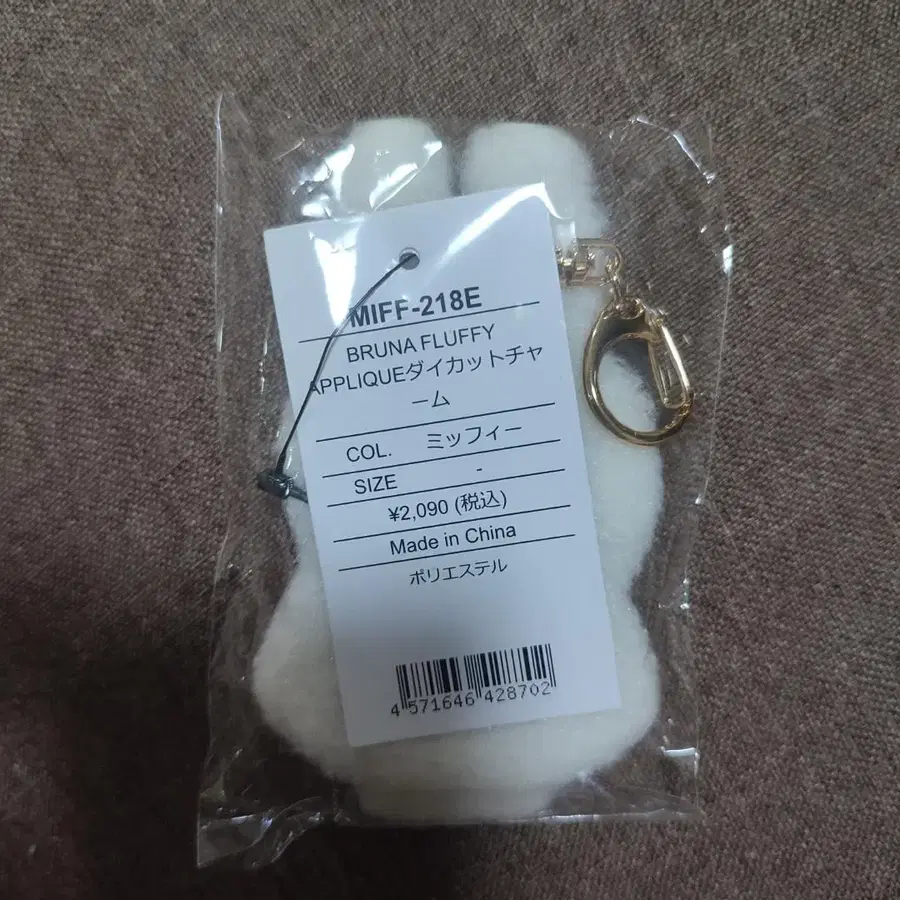 MIFF-218E
BRUNA FLUFFY
APPLIQUEダイカットチャ
ーム
COL. ミッフィー
SIZE -
¥2,090 (税込)
Made in China
ポリエステル
4 571646 428702